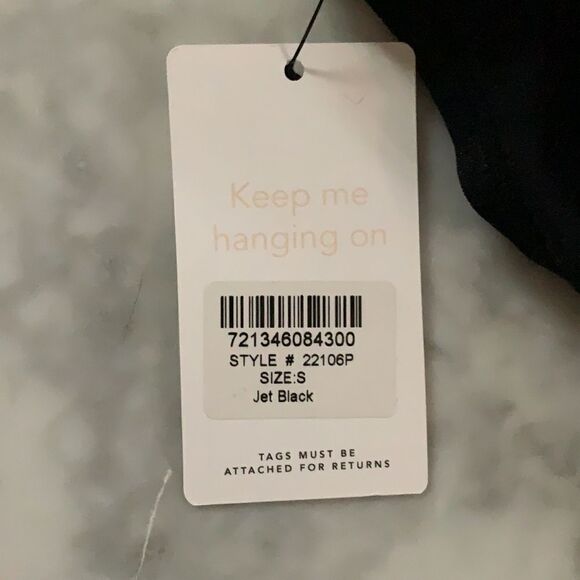 Keep me
hanging on
721346084300
STYLE # 22106P
SIZE:S
Jet Black
TAGS MUST BE
ATTACHED FOR RETURNS